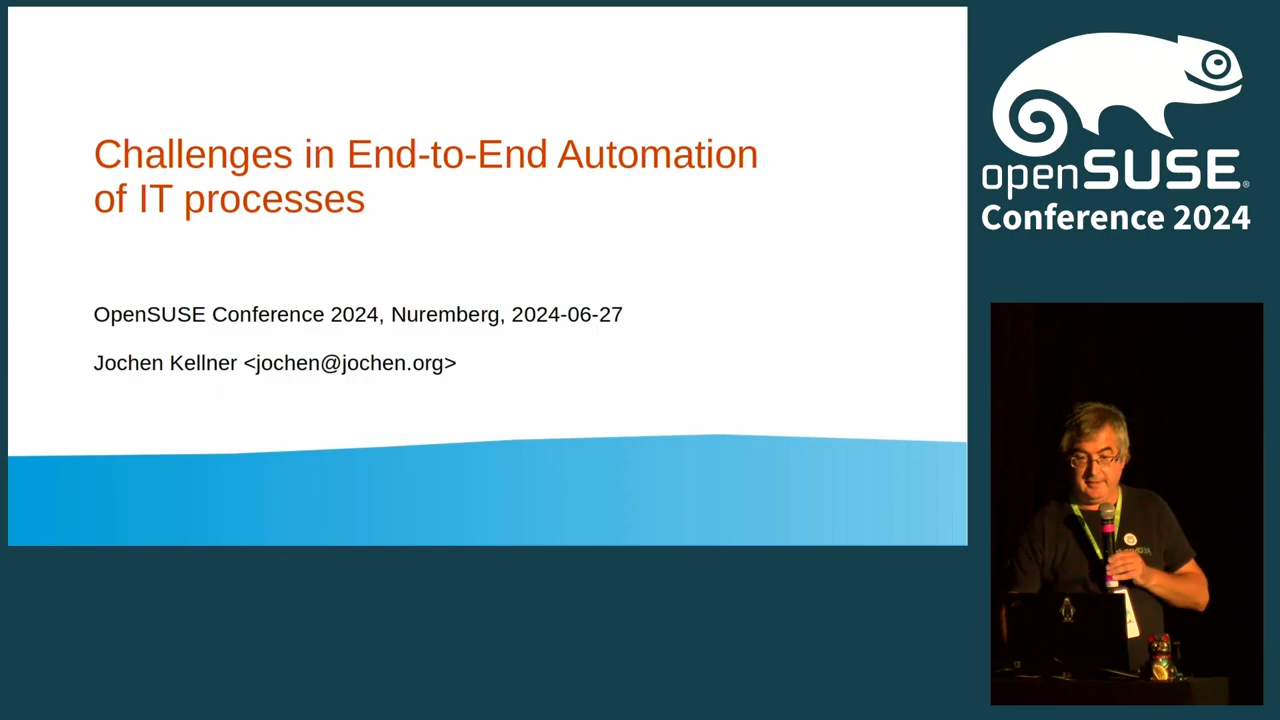 Challenges in End-to-End Automation
of IT processes
OpenSUSE Conference 2024, Nuremberg, 2024-06-27
Jochen Kellner <jochen@jochen.org>
openSUSE®
Conference 2024